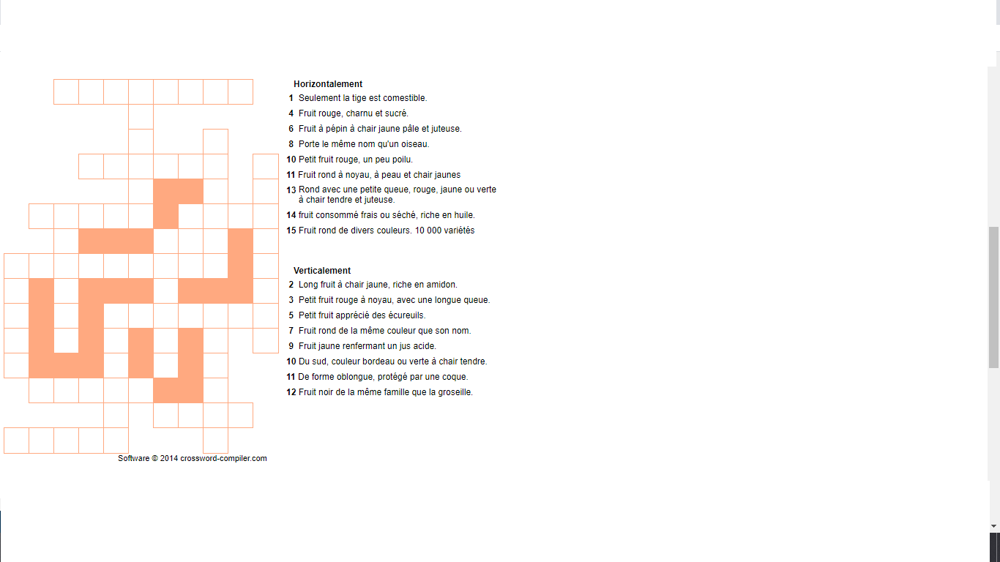 Horizontalement
1 Seulement la tige est comestible.
4 Fruit rouge, charnu et sucré.
6 Fruit à pépin à chair jaune pâle et juteuse.
8 Porte le même nom qu'un oiseau.
10 Petit fruit rouge, un peu poilu.
11 Fruit rond à noyau, à peau et chair jaunes
13 Rond avec une petite queue, rouge, jaune ou verte
à chair tendre et juteuse.
14 fruit consommé frais ou séché, riche en huile.
15 Fruit rond de divers couleurs. 10 000 variétés
Verticalement
2 Long fruit à chair jaune, riche en amidon.
3 Petit fruit rouge à noyau, avec une longue queue.
5 Petit fruit apprécié des écureuils.
7 Fruit rond de la même couleur que son nom.
9 Fruit jaune renfermant un jus acide.
10 Du sud, couleur bordeau ou verte à chair tendre.
11 De forme oblongue, protégé par une coque.
12 Fruit noir de la même famille que la groseille.
Software © 2014 crossword-compiler.com